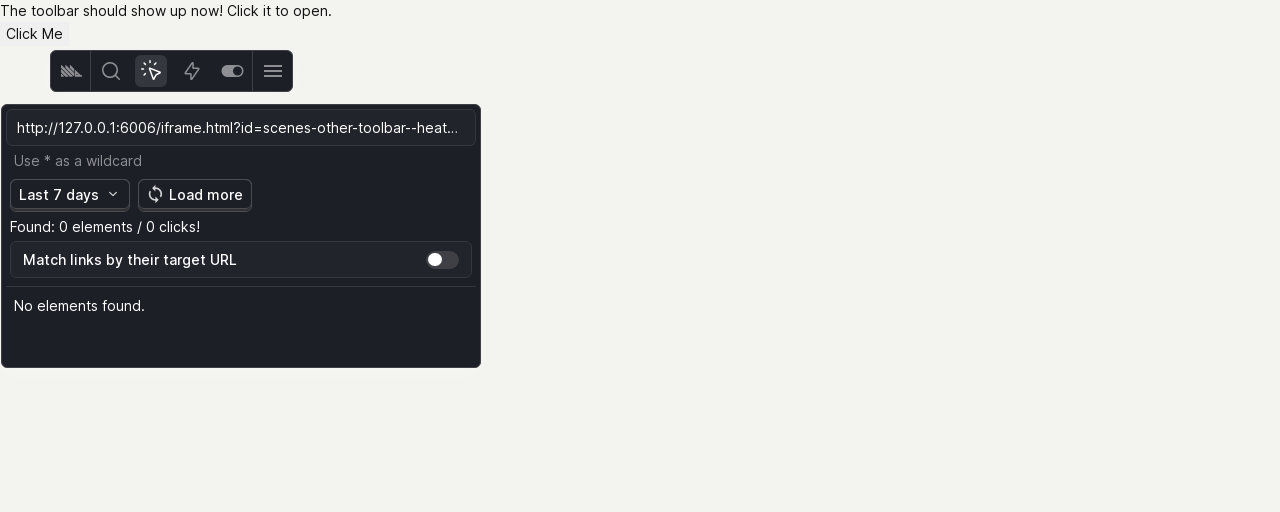 The toolbar should show up now! Click it to open.
Click Me
http://127.0.0.1:6006/iframe.html?id=scenes-other-toolbar--heat...
Use * as a wildcard
Last 7 days
Load more
Found: 0 elements / 0 clicks!
Match links by their target URL
No elements found.